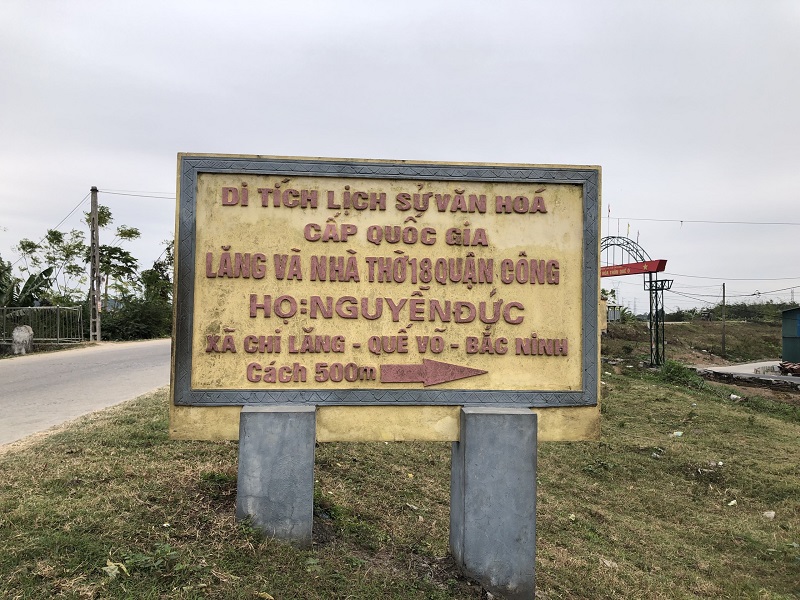 DI TÍCH LỊCH SỬ VĂN HOÁ
CẤP QUỐC GIA
LĂNG VÀ NHÀ THỜ 18 QUẬN CÔNG
HỌ: NGUYỄN ĐỨC
XÃ CHI LĂNG - QUẾ VÕ - BẮC NINH
Cách 500m